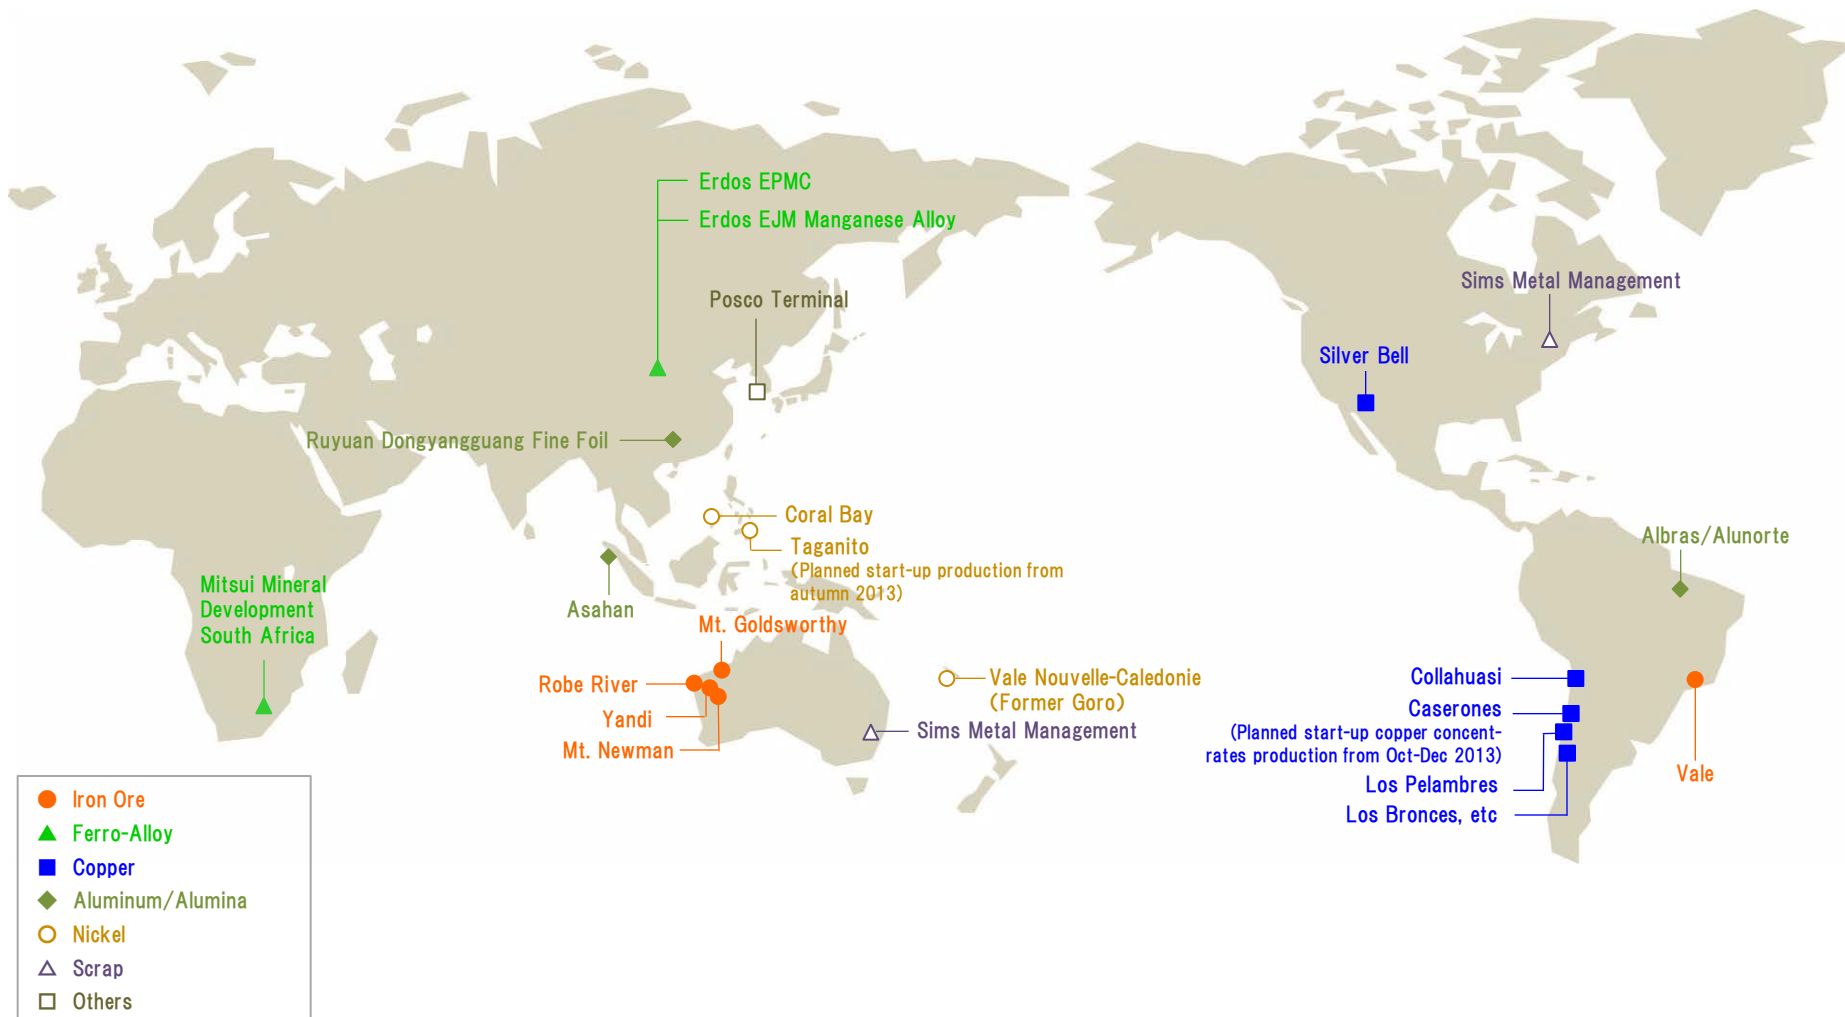 Erdos EPMC
Erdos EJM Manganese Alloy
Posco Terminal
Sims Metal Management
Silver Bell
Ruyuan Dongyangguang Fine Foil
Coral Bay
Taganito
(Planned start-up production from
autumn 2013)
Albras/Alunorte
Mitsui Mineral
Development
South Africa
Asahan
Mt. Goldsworthy
Robe River
Yandi
Mt. Newman
Vale Nouvelle-Caledonie
(Former Goro)
Sims Metal Management
Collahuasi
Caserones
(Planned start-up copper concent-
rates production from Oct-Dec 2013)
Los Pelambres
Los Bronces, etc
Vale
Iron Ore
Ferro-Alloy
Copper
Aluminum/Alumina
Nickel
Scrap
Others